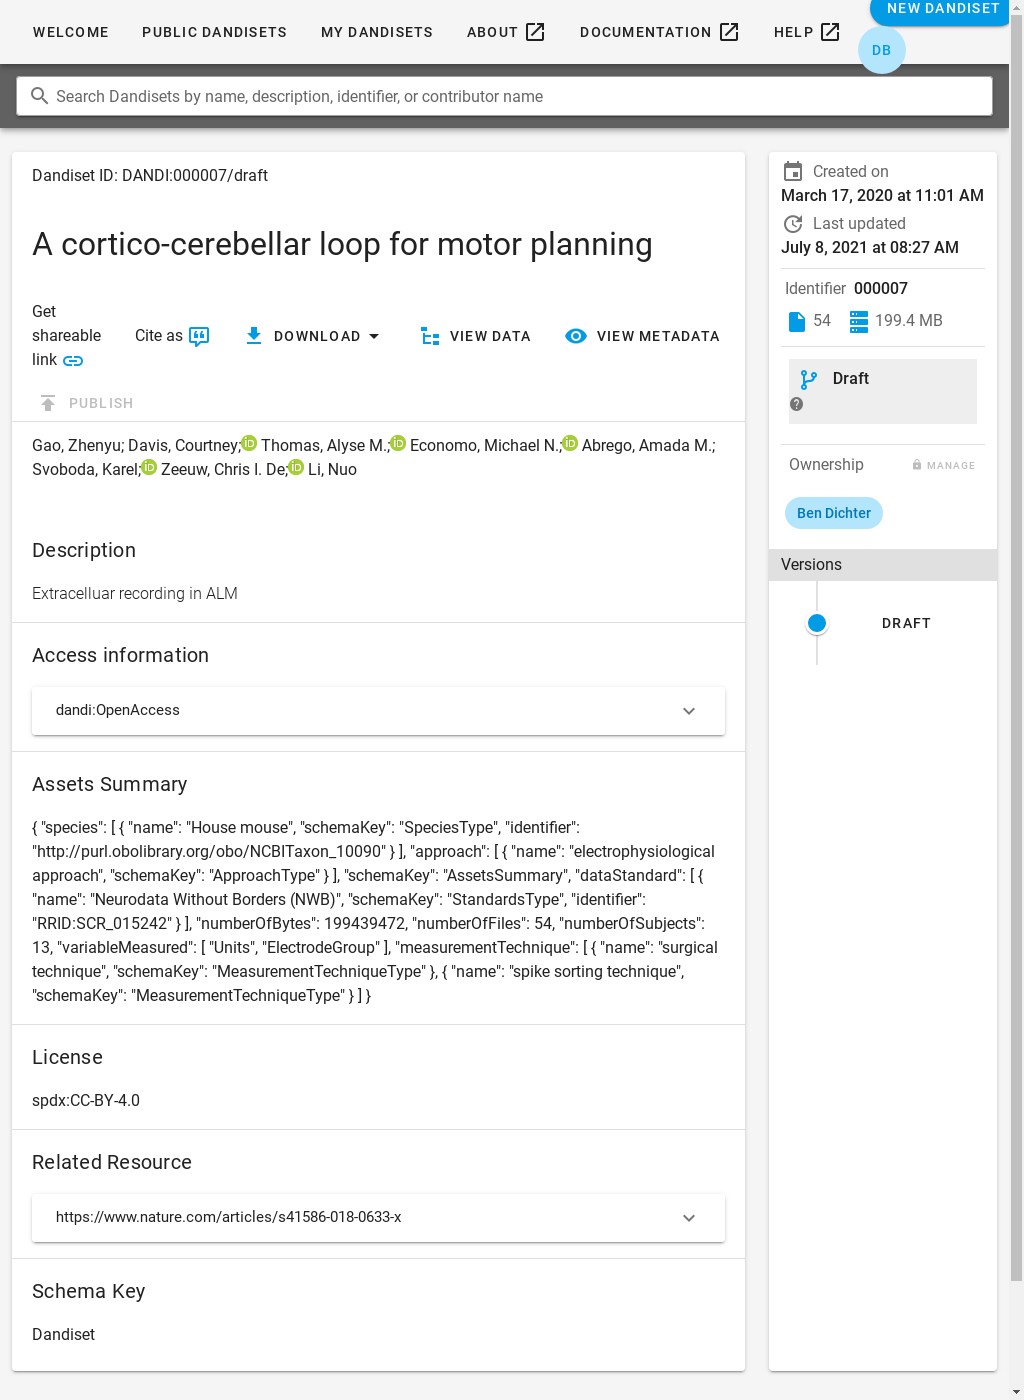 WELCOME PUBLIC DANDISETS MY DANDISETS ABOUT DOCUMENTATION HELP NEW DANDISET
DB
Search Dandisets by name, description, identifier, or contributor name
Dandiset ID: DANDI:000007/draft
A cortico-cerebellar loop for motor planning
Get
shareable
link
Cite as
DOWNLOAD
VIEW DATA
VIEW METADATA
PUBLISH
Gao, Zhenyu; Davis, Courtney; Thomas, Alyse M.; Economo, Michael N.; Abrego, Amada M.;
Svoboda, Karel; Zeeuw, Chris I. De; Li, Nuo
Description
Extracelluar recording in ALM
Access information
dandi:OpenAccess
Assets Summary
{ "species": [ { "name": "House mouse", "schemaKey": "SpeciesType", "identifier":
"http://purl.obolibrary.org/obo/NCBITaxon_10090" } ], "approach": [ { "name": "electrophysiological
approach", "schemaKey": "ApproachType" } ], "schemaKey": "AssetsSummary", "dataStandard": [ {
"name": "Neurodata Without Borders (NWB)", "schemaKey": "StandardsType", "identifier":
"RRID:SCR_015242" } ], "numberOfBytes": 199439472, "numberOfFiles": 54, "numberOfSubjects":
13, "variableMeasured": [ "Units", "ElectrodeGroup" ], "measurementTechnique": [ { "name": "surgical
technique", "schemaKey": "MeasurementTechniqueType" }, { "name": "spike sorting technique",
"schemaKey": "MeasurementTechniqueType" } ] }
License
spdx:CC-BY-4.0
Related Resource
https://www.nature.com/articles/s41586-018-0633-x
Schema Key
Dandiset
Created on
March 17, 2020 at 11:01 AM
Last updated
July 8, 2021 at 08:27 AM
Identifier 000007
54 199.4 MB
Draft
Ownership MANAGE
Ben Dichter
Versions
DRAFT